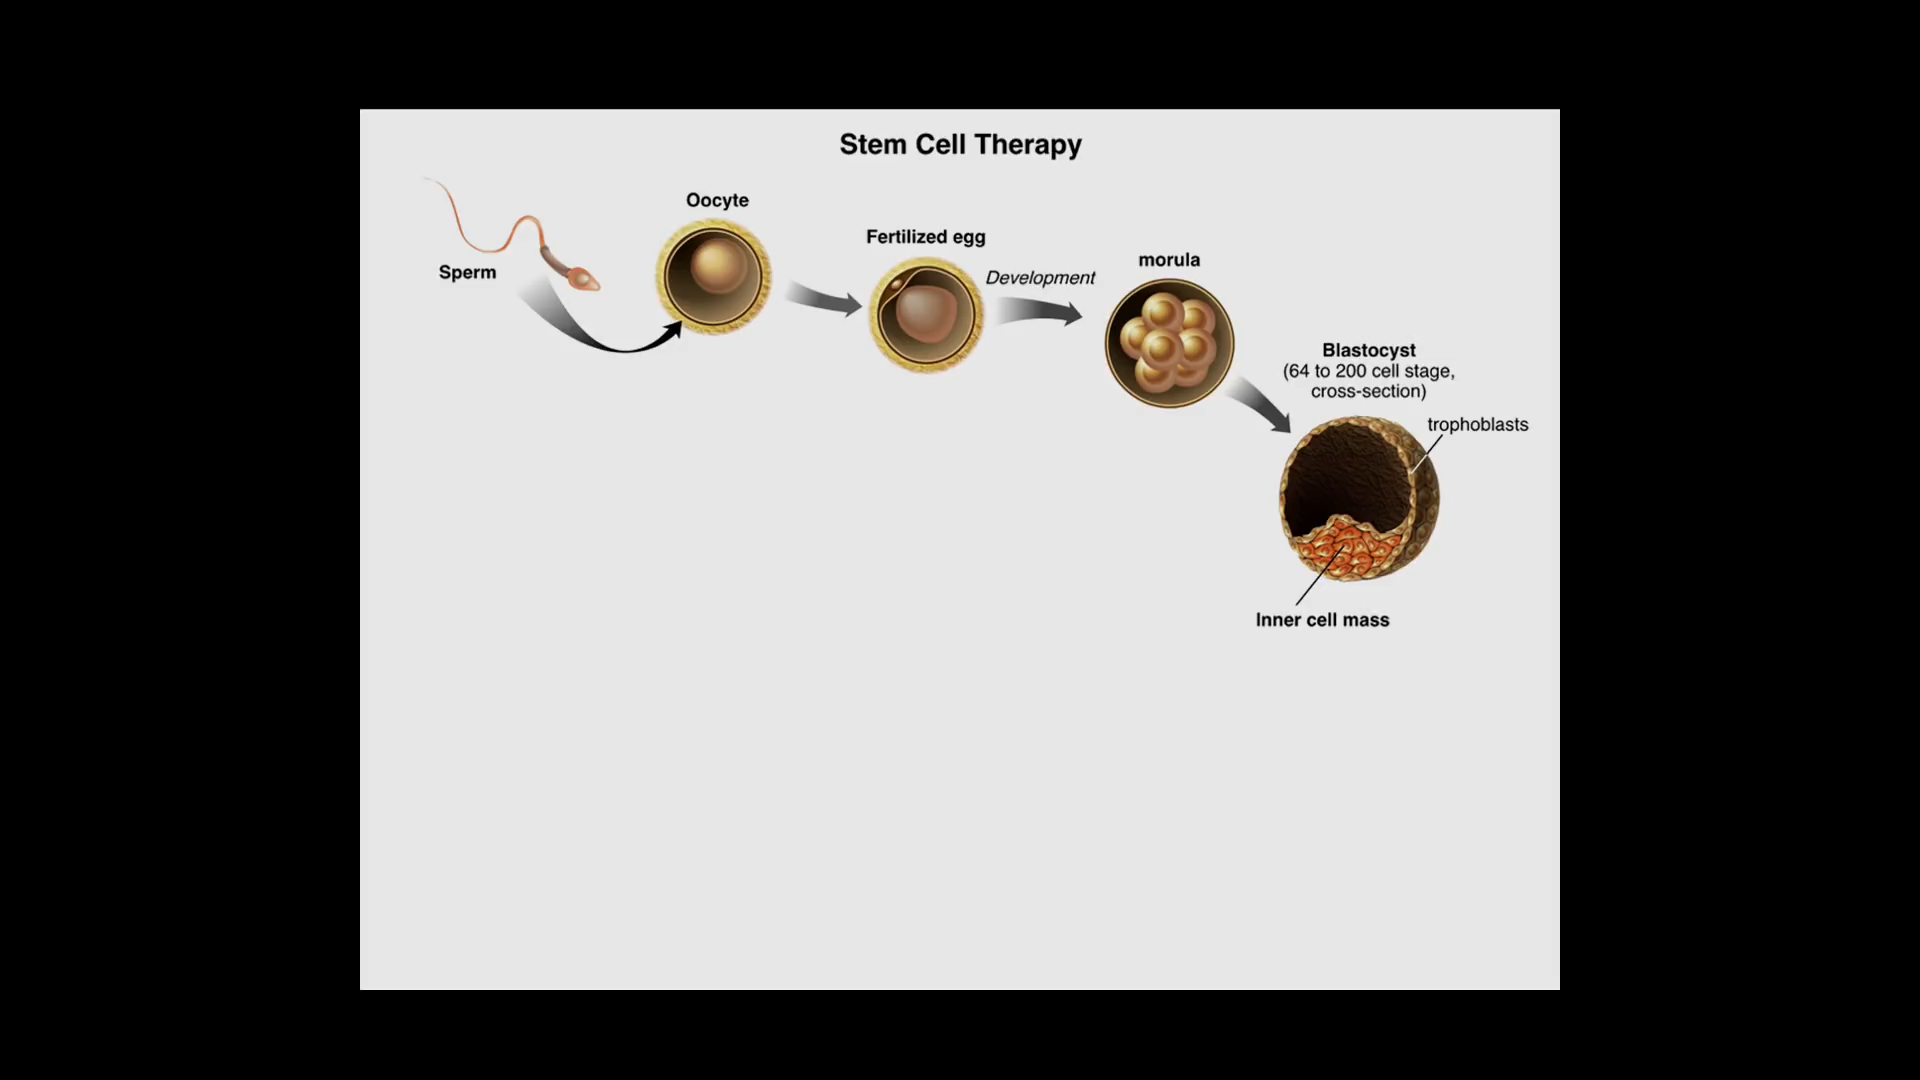 Stem Cell Therapy
Oocyte
Sperm
Fertilized egg
Development
morula
Blastocyst
(64 to 200 cell stage,
cross-section)
trophoblasts
Inner cell mass